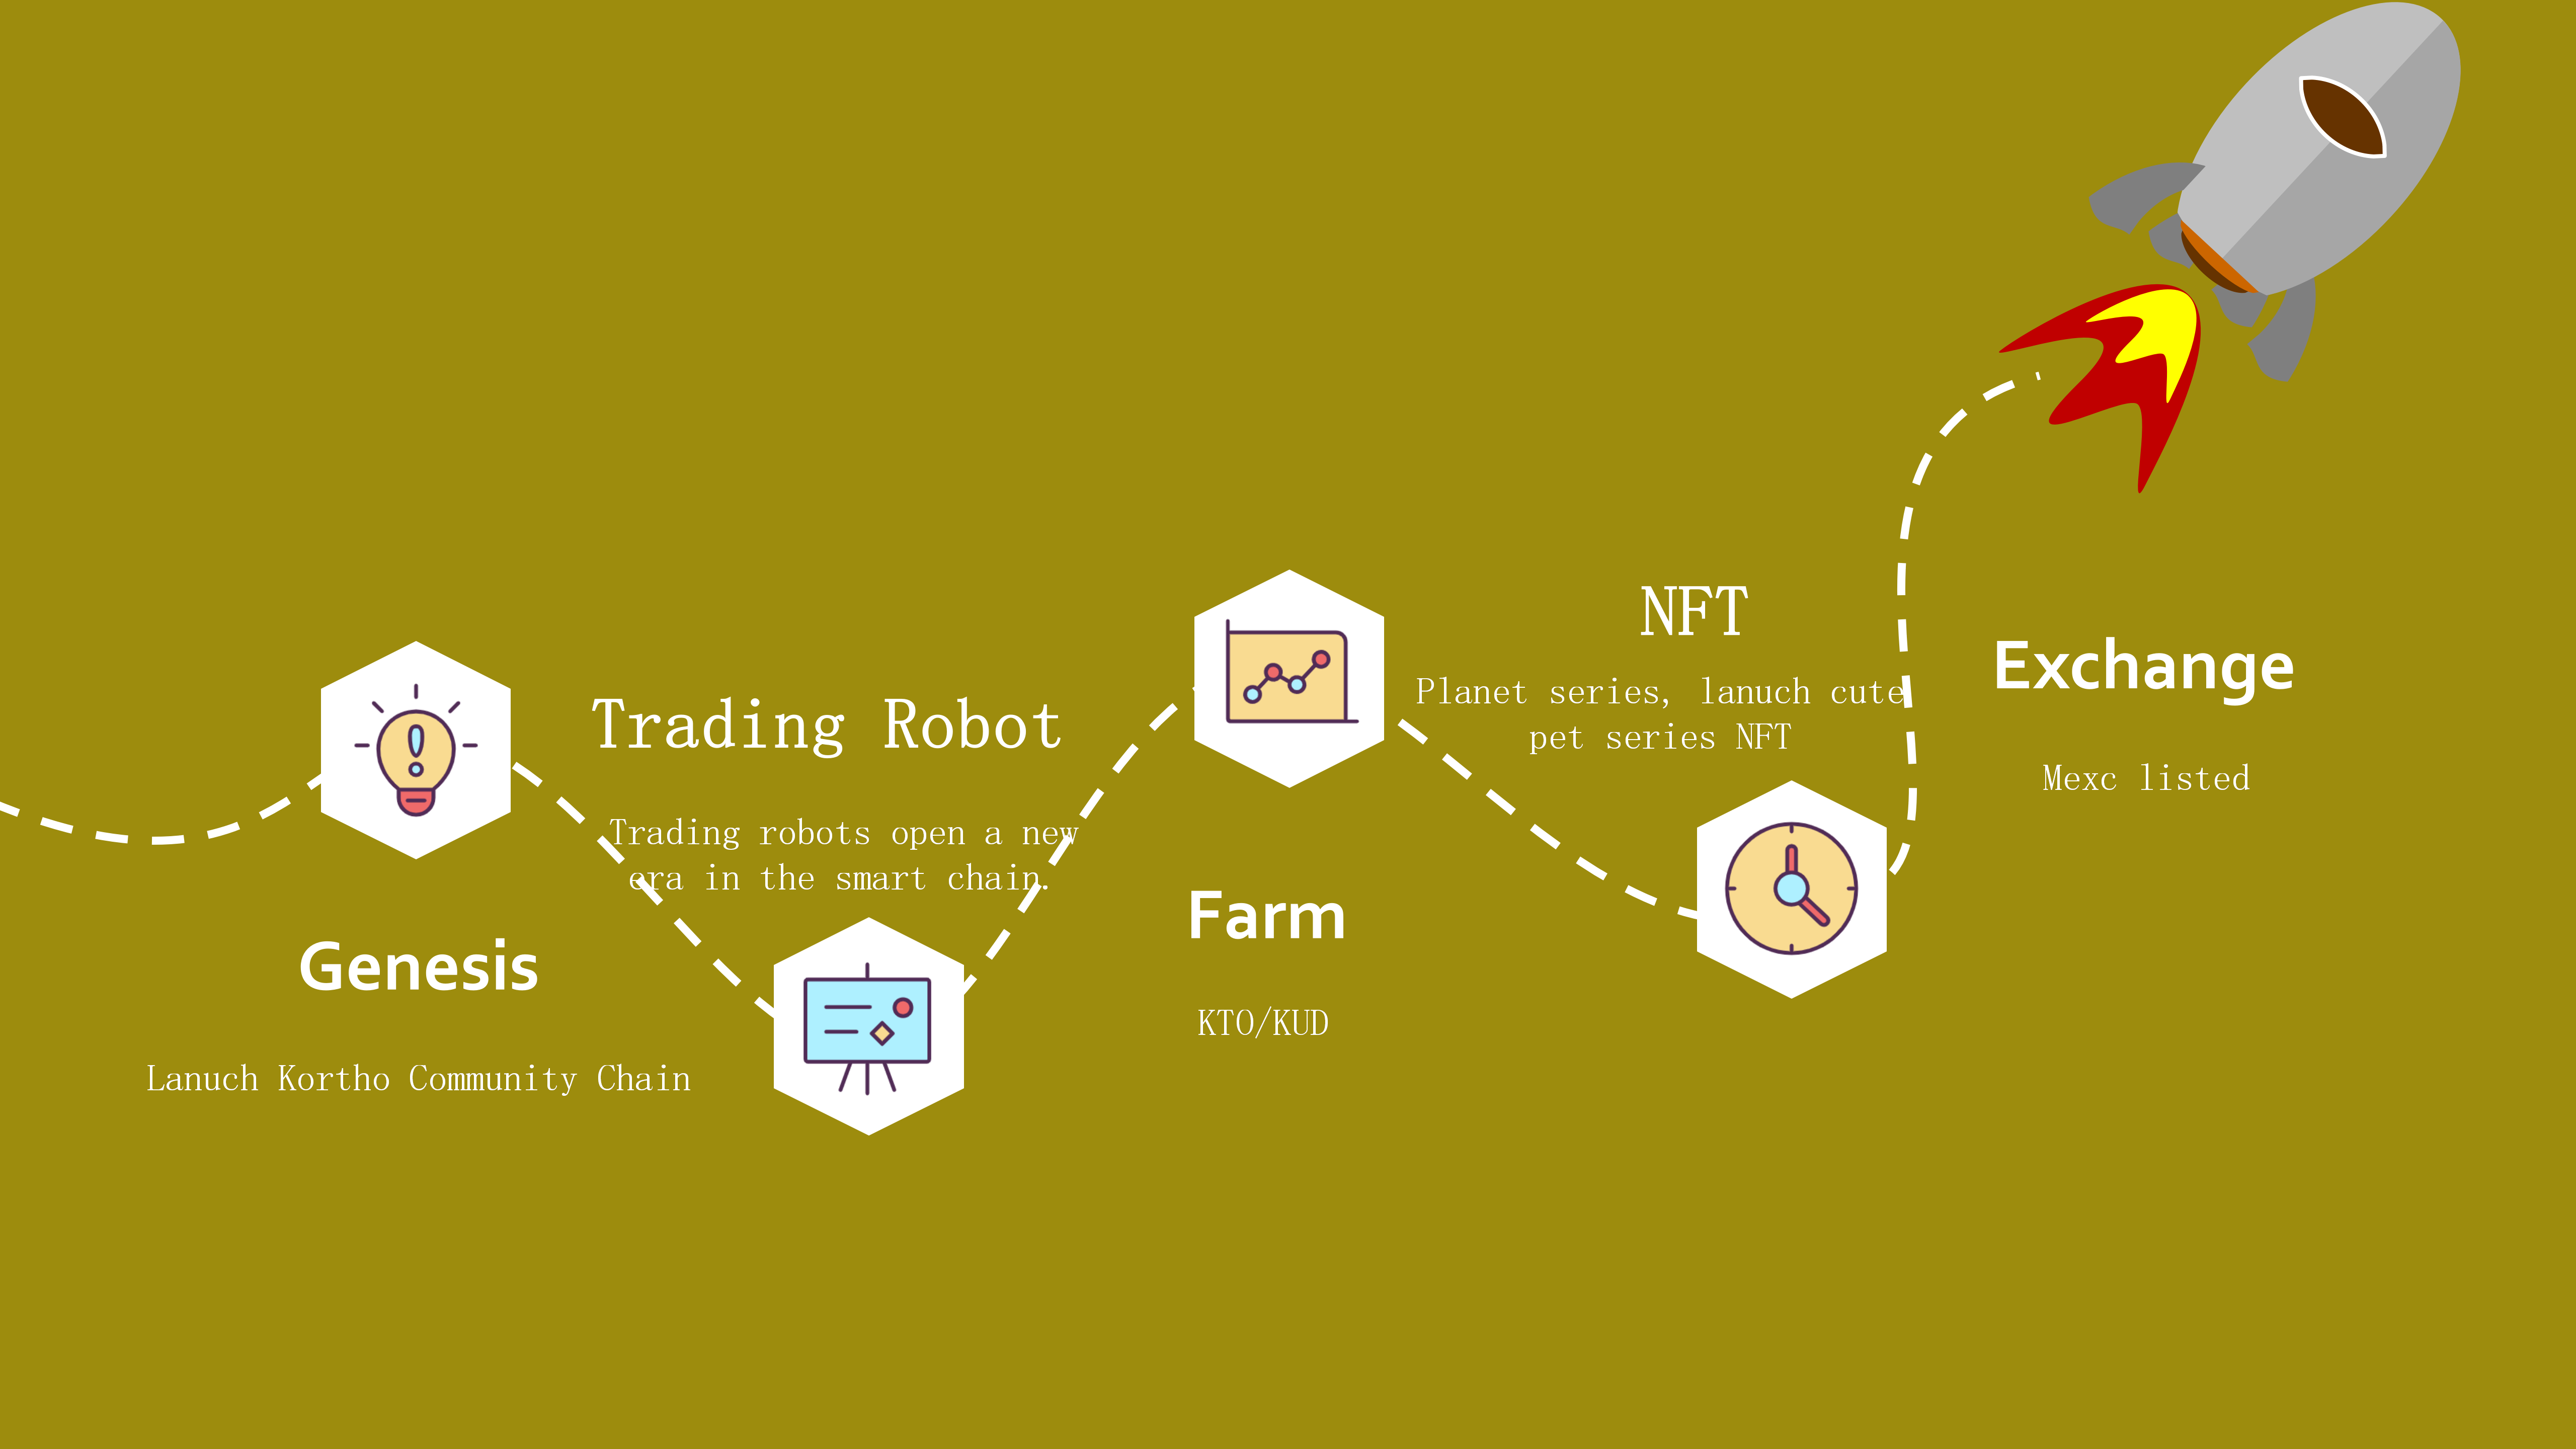 Genesis
Lanuch Kortho Community Chain
Trading Robot
Trading robots open a new
era in the smart chain.
Farm
KTO/KUD
NFT
Planet series, lanuch cute
pet series NFT
Exchange
Mexc listed